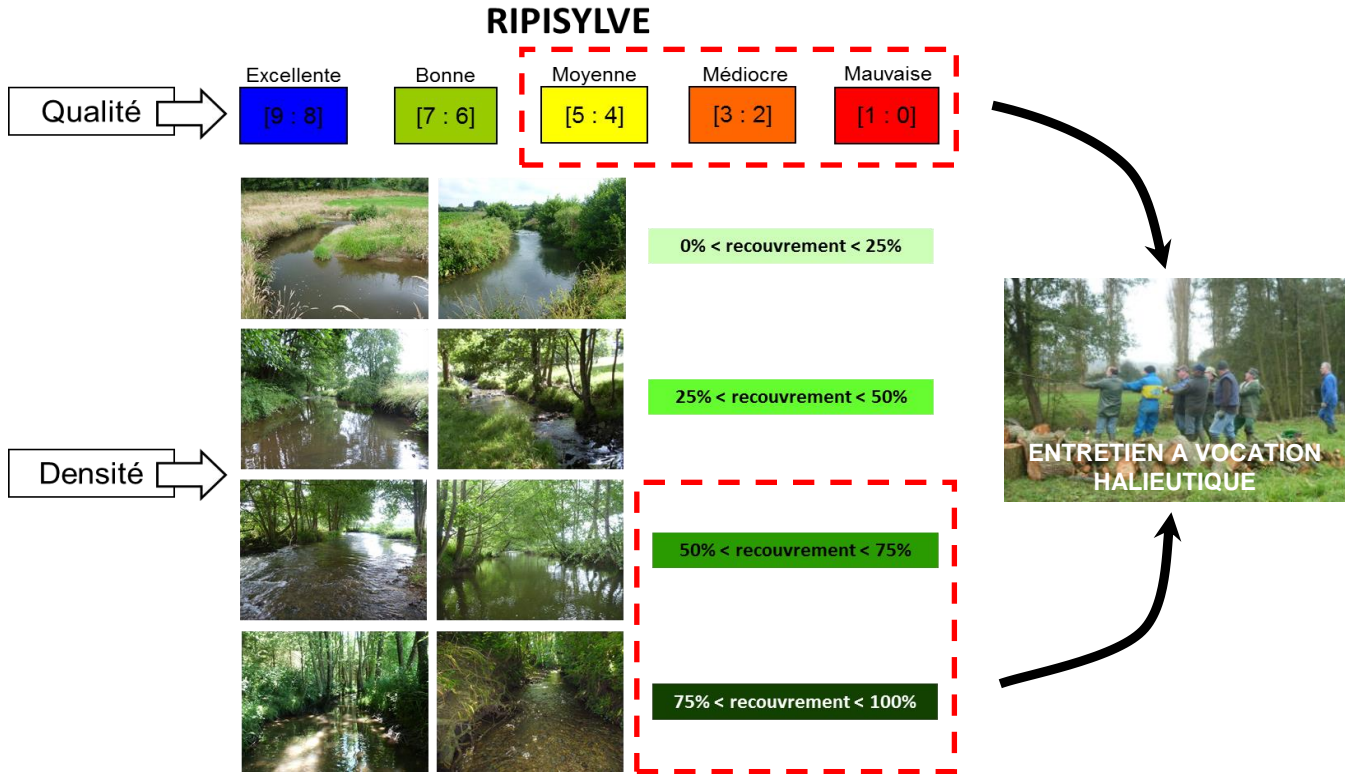 RIPISYLVE
Qualité
Excellente
[9 : 8]
Bonne
[7 : 6]
Moyenne
[5 : 4]
Médiocre
[3 : 2]
Mauvaise
[1 : 0]
Densité
0% < recouvrement < 25%
25% < recouvrement < 50%
50% < recouvrement < 75%
75% < recouvrement < 100%
ENTRETIEN A VOCATION
HALIEUTIQUE